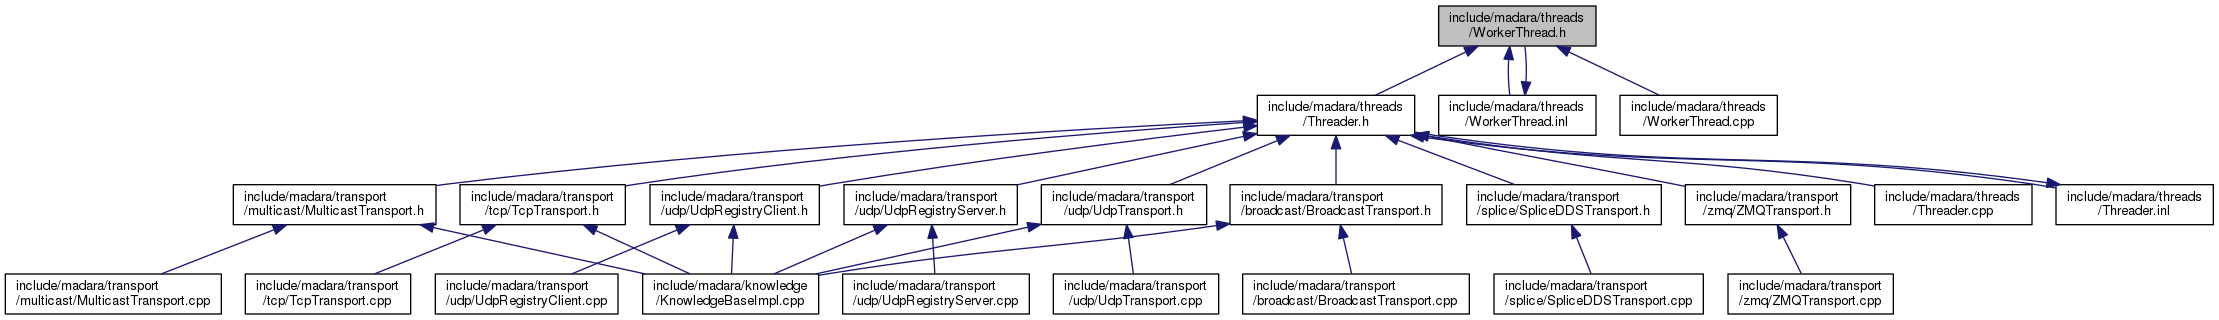 include/madara/threads
/WorkerThread.h
include/madara/threads
/Threader.h
include/madara/threads
/WorkerThread.inl
include/madara/threads
/WorkerThread.cpp
include/madara/transport
/multicast/MulticastTransport.h
include/madara/transport
/tcp/TcpTransport.h
include/madara/transport
/udp/UdpRegistryClient.h
include/madara/transport
/udp/UdpRegistryServer.h
include/madara/transport
/udp/UdpTransport.h
include/madara/transport
/broadcast/BroadcastTransport.h
include/madara/transport
/splice/SpliceDDSTransport.h
include/madara/transport
/zmq/ZMQTransport.h
include/madara/threads
/Threader.cpp
include/madara/threads
/Threader.inl
include/madara/transport
/multicast/MulticastTransport.cpp
include/madara/transport
/tcp/TcpTransport.cpp
include/madara/transport
/udp/UdpRegistryClient.cpp
include/madara/knowledge
/KnowledgeBaseImpl.cpp
include/madara/transport
/udp/UdpRegistryServer.cpp
include/madara/transport
/udp/UdpTransport.cpp
include/madara/transport
/broadcast/BroadcastTransport.cpp
include/madara/transport
/splice/SpliceDDSTransport.cpp
include/madara/transport
/zmq/ZMQTransport.cpp